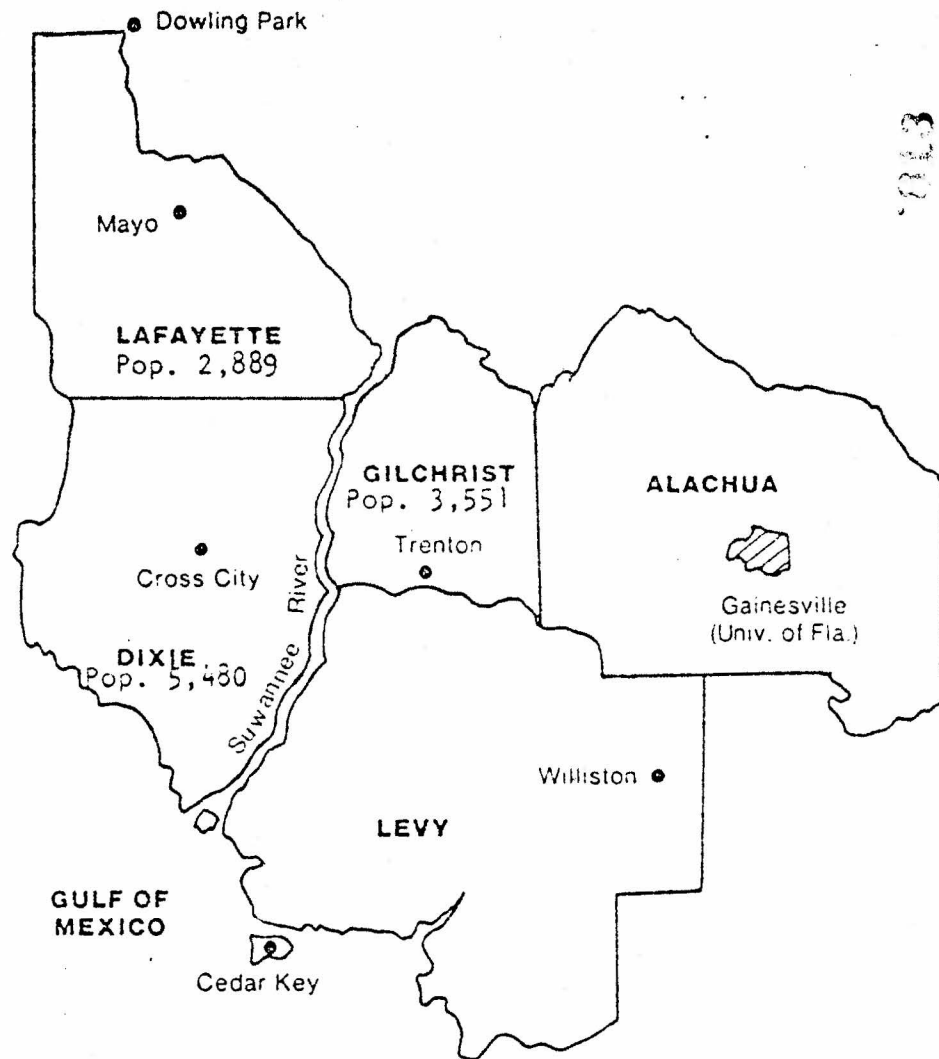 Dowling Park
Mayo
LAFAYETTE
Pop. 2,889
GILCHRIST
Pop. 3,551
Trenton
ALACHUA
Gainesville
(Univ. of Fla.)
Cross City
DIXIE
Pop. 5,480
Suwannee River
Williston
LEVY
GULF OF
MEXICO
Cedar Key